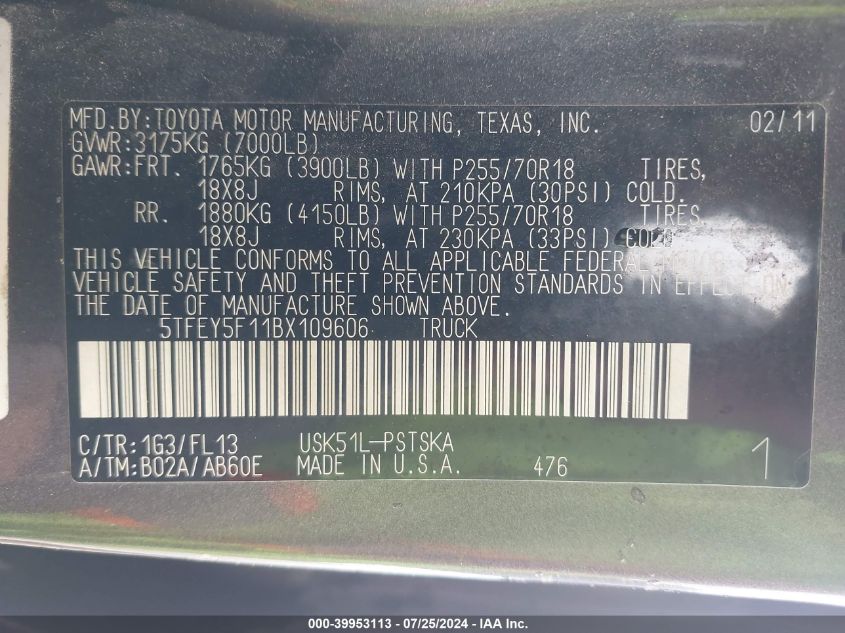 MFD.BY:TOYOTA MOTOR MANUFACTURING, TEXAS, INC. 02/11
GVWR:3175KG (7000LB)
GAWR:FRT. 1765KG (3900LB) WITH P255/70R18 TIRES,
18X8J RIMS, AT 210KPA (30PSI) COLD.
RR. 1880KG (4150LB) WITH P255/70R18 TIRES,
18X8J RIMS, AT 230KPA (33PSI)
THIS VEHICLE CONFORMS TO ALL APPLICABLE FEDERAL MOTOR
VEHICLE SAFETY AND THEFT PREVENTION STANDARDS IN EFFECT ON
THE DATE OF MANUFACTURE SHOWN ABOVE.
5TFEY5F11BX109606 TRUCK
C/TR:1G3/FL13 USK51L-PSTSKA
A/TM:B02A/AB60E MADE IN U.S.A. 476 1
000-39953113 / 07/25/2024 - IAA Inc.